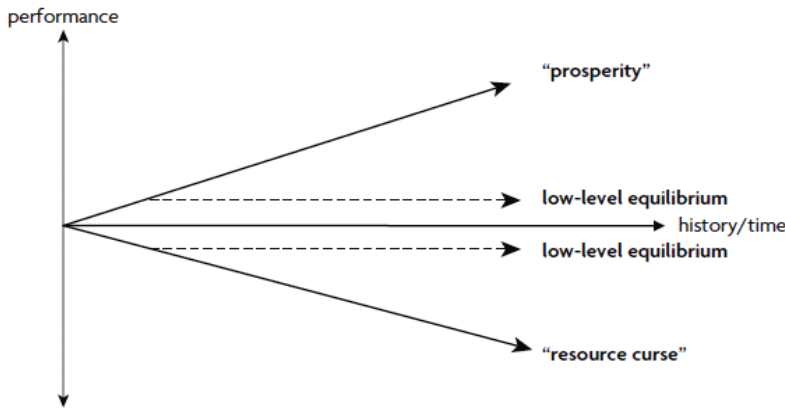 performance
“prosperity”
low-level equilibrium
history/time
low-level equilibrium
“resource curse”